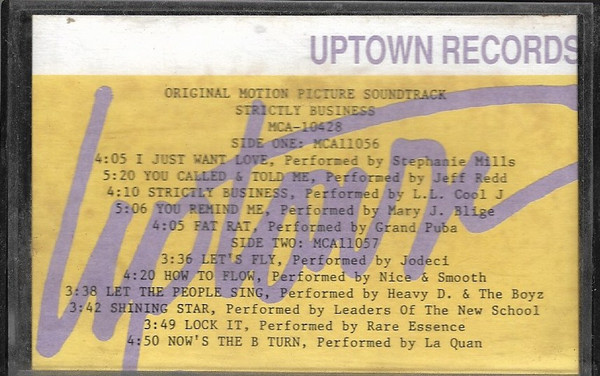 UPTOWN RECORDS
ORIGINAL MOTION PICTURE SOUNDTRACK
STRICTLY BUSINESS
MCA-10428
SIDE ONE: MCA11056
4:05 I JUST WANT LOVE, Performed by Stephanie Mills
5:20 YOU CALLED & TOLD ME, Performed by Jeff Redd
4:10 STRICTLY BUSINESS, Performed by L.L. Cool J
5:06 YOU REMIND ME, Performed by Mary J. Blige
4:05 FAT RAT, Performed by Grand Puba
SIDE TWO: MCA11057
3:36 LET'S FLY, Performed by Jodeci
4:20 HOW TO FLOW, Performed by Nice & Smooth
3:38 LET THE PEOPLE SING, Performed by Heavy D. & The Boyz
3:42 SHINING STAR, Performed by Leaders Of The New School
3:49 LOCK IT, Performed by Rare Essence
4:50 NOW'S THE B TURN, Performed by La Quan
uptown